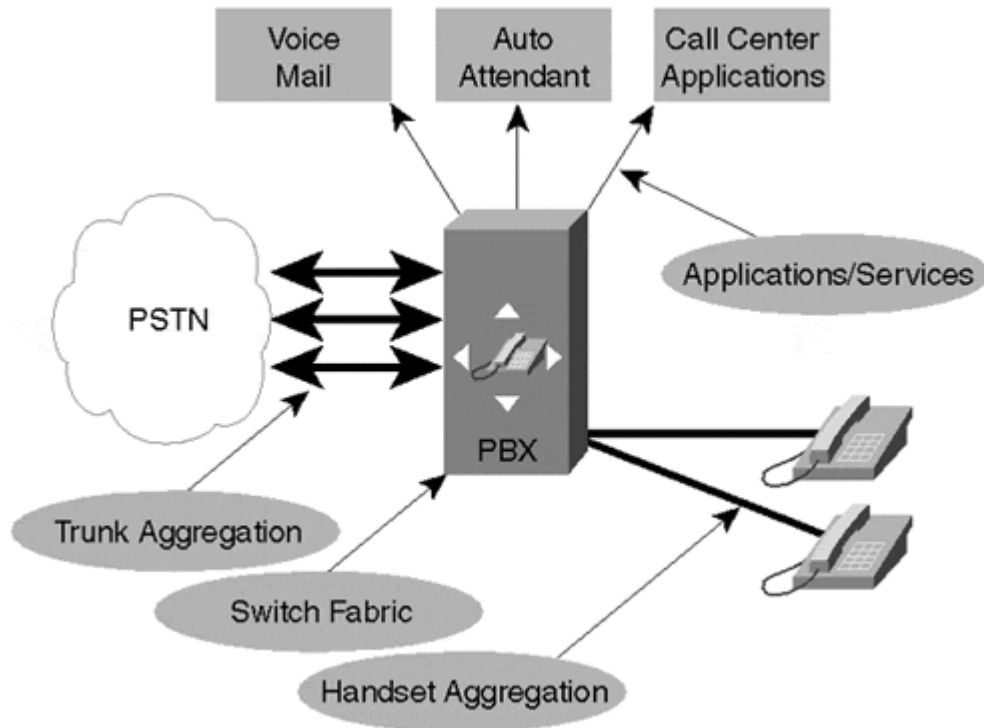 Voice
Mail
Auto
Attendant
Call Center
Applications
Applications/Services
PSTN
PBX
Trunk Aggregation
Switch Fabric
Handset Aggregation